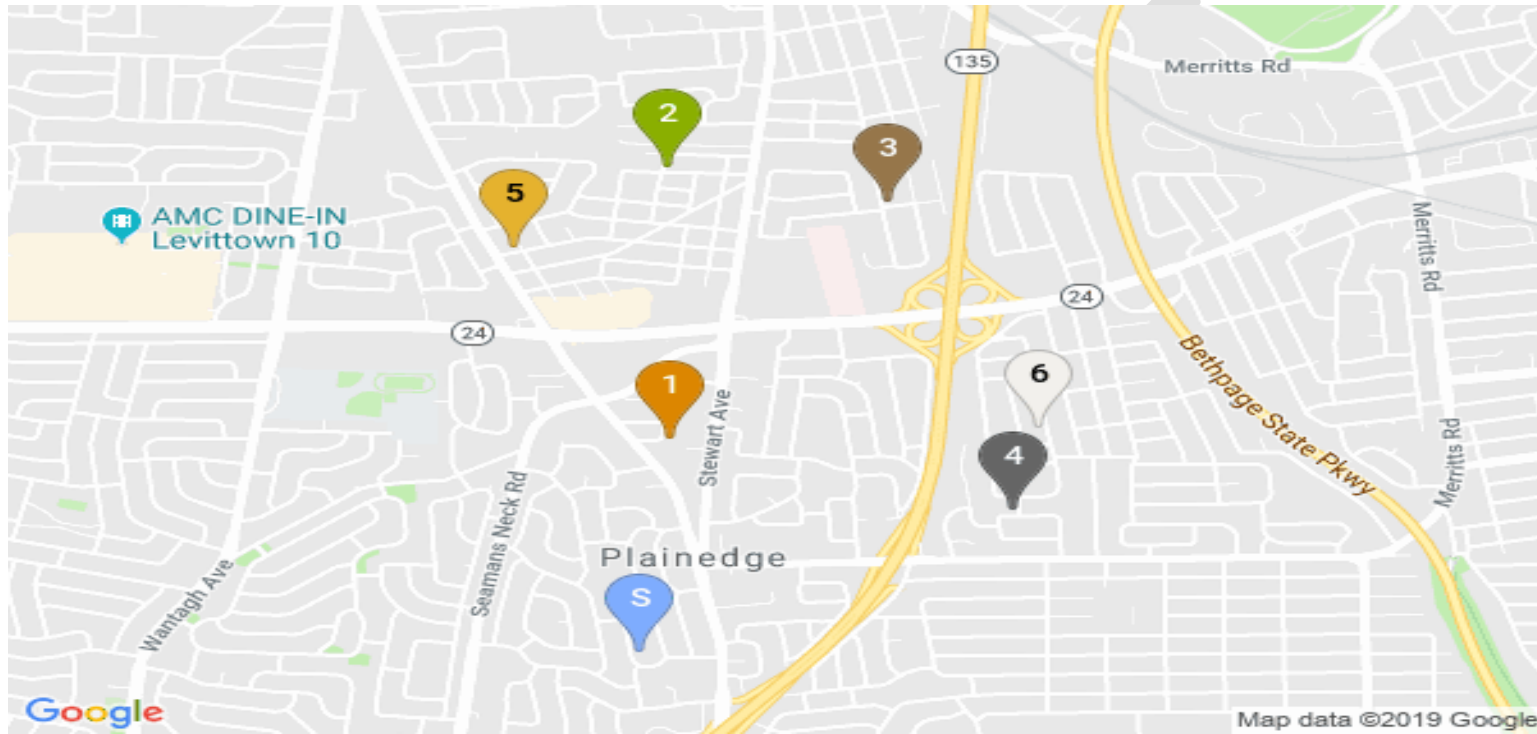 135
Merritts Rd
2
3
5
AMC DINE-IN
Levittown 10
Merritts Rd
24
24
Bethpage State Pkwy
6
1
Stewart Ave
4
Merritts Rd
Seamans Neck Rd
Plainedge
Wantagh Ave
S
Google
Map data ©2019 Google